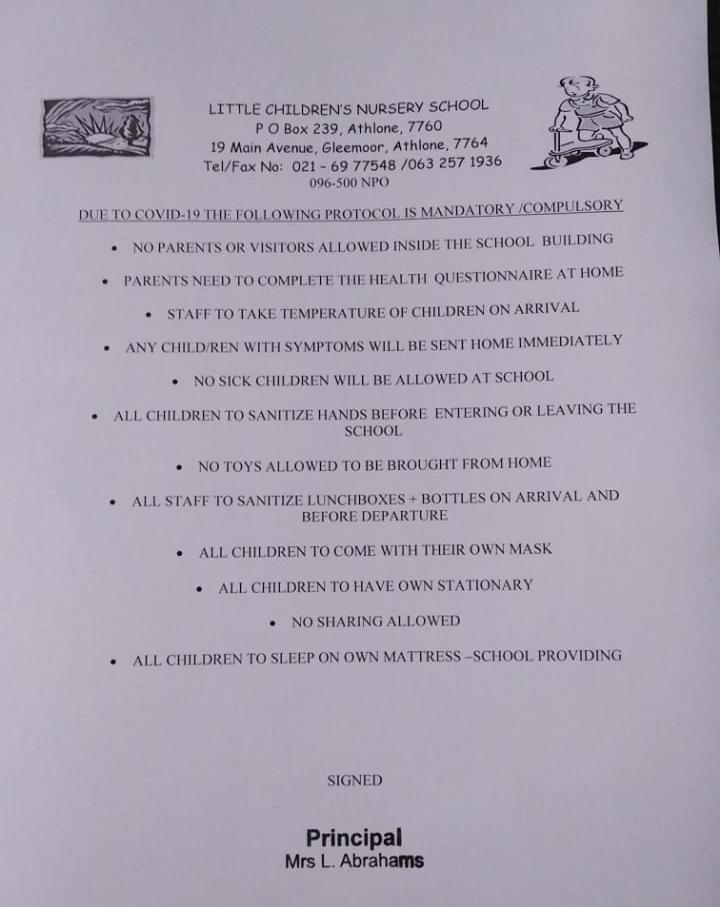 LITTLE CHILDREN'S NURSERY SCHOOL
P O Box 239, Athlone, 7760
19 Main Avenue, Gleemoor, Athlone, 7764
Tel/Fax No: 021 - 69 77548 /063 257 1936
096-500 NPO
DUE TO COVID-19 THE FOLLOWING PROTOCOL IS MANDATORY /COMPULSORY
• NO PARENTS OR VISITORS ALLOWED INSIDE THE SCHOOL BUILDING
• PARENTS NEED TO COMPLETE THE HEALTH QUESTIONNAIRE AT HOME
• STAFF TO TAKE TEMPERATURE OF CHILDREN ON ARRIVAL
• ANY CHILD/REN WITH SYMPTOMS WILL BE SENT HOME IMMEDIATELY
• NO SICK CHILDREN WILL BE ALLOWED AT SCHOOL
• ALL CHILDREN TO SANITIZE HANDS BEFORE ENTERING OR LEAVING THE
SCHOOL
• NO TOYS ALLOWED TO BE BROUGHT FROM HOME
• ALL STAFF TO SANITIZE LUNCHBOXES + BOTTLES ON ARRIVAL AND
BEFORE DEPARTURE
• ALL CHILDREN TO COME WITH THEIR OWN MASK
• ALL CHILDREN TO HAVE OWN STATIONARY
• NO SHARING ALLOWED
• ALL CHILDREN TO SLEEP ON OWN MATTRESS –SCHOOL PROVIDING
SIGNED
Principal
Mrs L. Abrahams